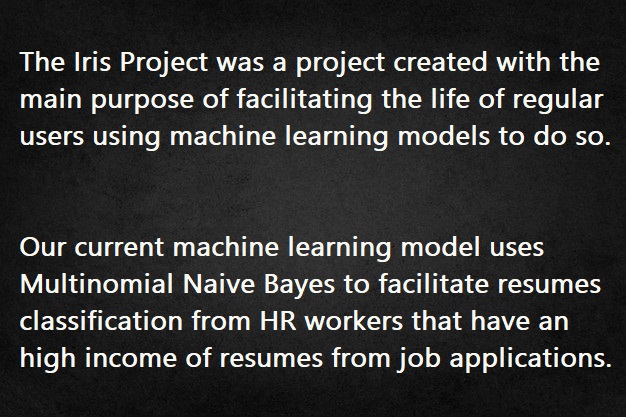 The Iris Project was a project created with the
main purpose of facilitating the life of regular
users using machine learning models to do so.
Our current machine learning model uses
Multinomial Naive Bayes to facilitate resumes
classification from HR workers that have an
high income of resumes from job applications.